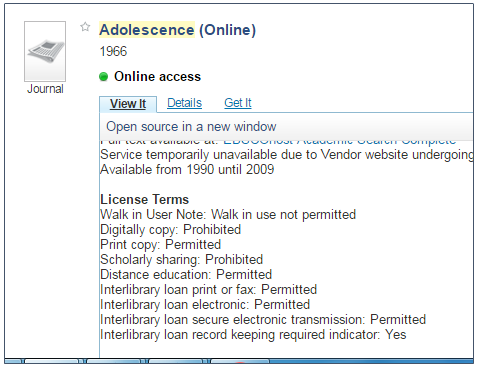 Adolescence (Online)
1966
Online access
Journal
View It Details Get It
Open source in a new window
Full text available at: EBSCOhost Academic Search Complete
Service temporarily unavailable due to Vendor website undergoing
Available from 1990 until 2009
License Terms
Walk in User Note: Walk in use not permitted
Digitally copy: Prohibited
Print copy: Permitted
Scholarly sharing: Prohibited
Distance education: Permitted
Interlibrary loan print or fax: Permitted
Interlibrary loan electronic: Permitted
Interlibrary loan secure electronic transmission: Permitted
Interlibrary loan record keeping required indicator: Yes